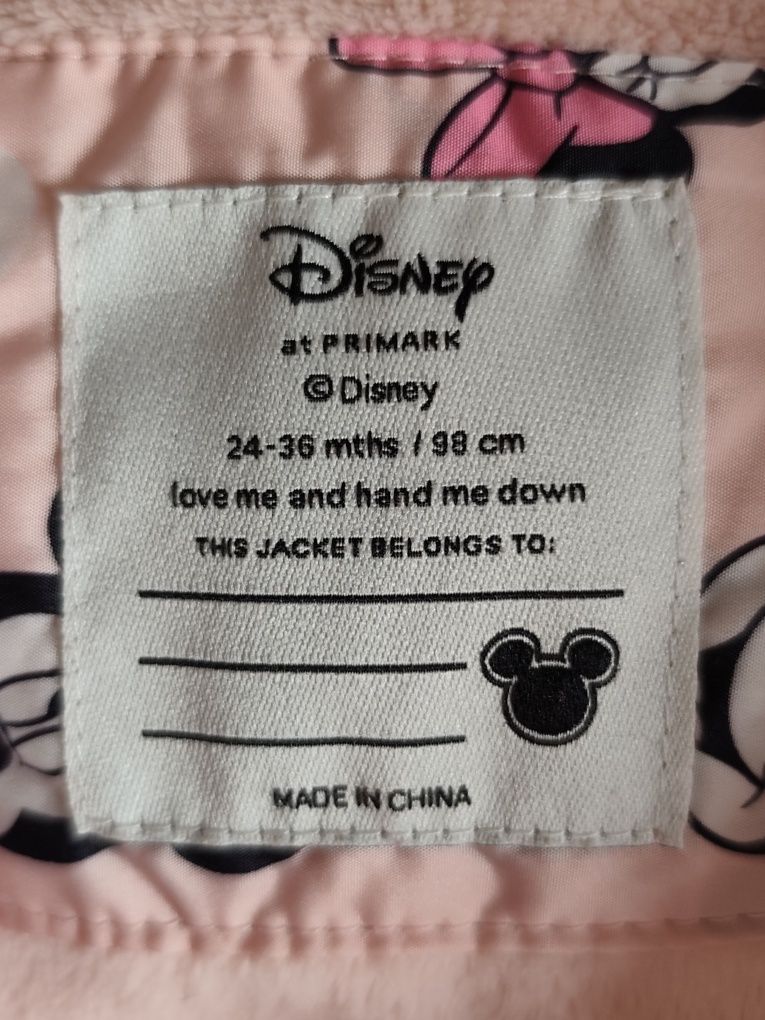 Disney
at PRIMARK
©Disney
24-36 mths / 98 cm
love me and hand me down
THIS JACKET BELONGS TO:
MADE IN CHINA